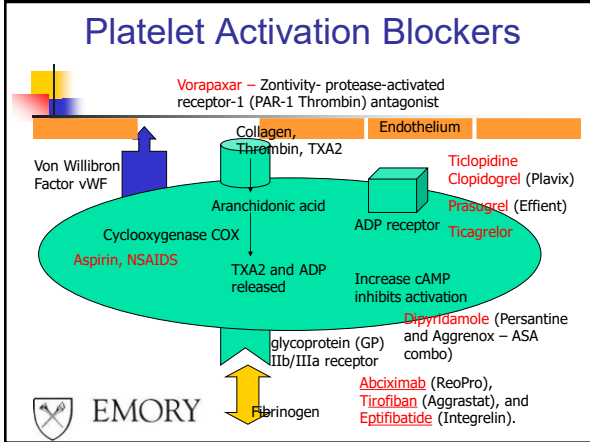 Platelet Activation Blockers
Vorapaxar – Zontivity- protease-activated
receptor-1 (PAR-1 Thrombin) antagonist
Collagen,
Thrombin, TXA2
Endothelium
Von Willibron
Factor vWF
Ticlopidine
Clopidogrel (Plavix)
Prasugrel (Effient)
Ticagrelor
Aranchidonic acid
ADP receptor
Cyclooxygenase COX
Aspirin, NSAIDS
TXA2 and ADP
released
Increase cAMP
inhibits activation
Dipyridamole (Persantine
and Aggrenox – ASA
combo)
glycoprotein (GP)
IIb/IIIa receptor
Abciximab (ReoPro),
Tirofiban (Aggrastat), and
Eptifibatide (Integrelin).
Fibrinogen
EMORY